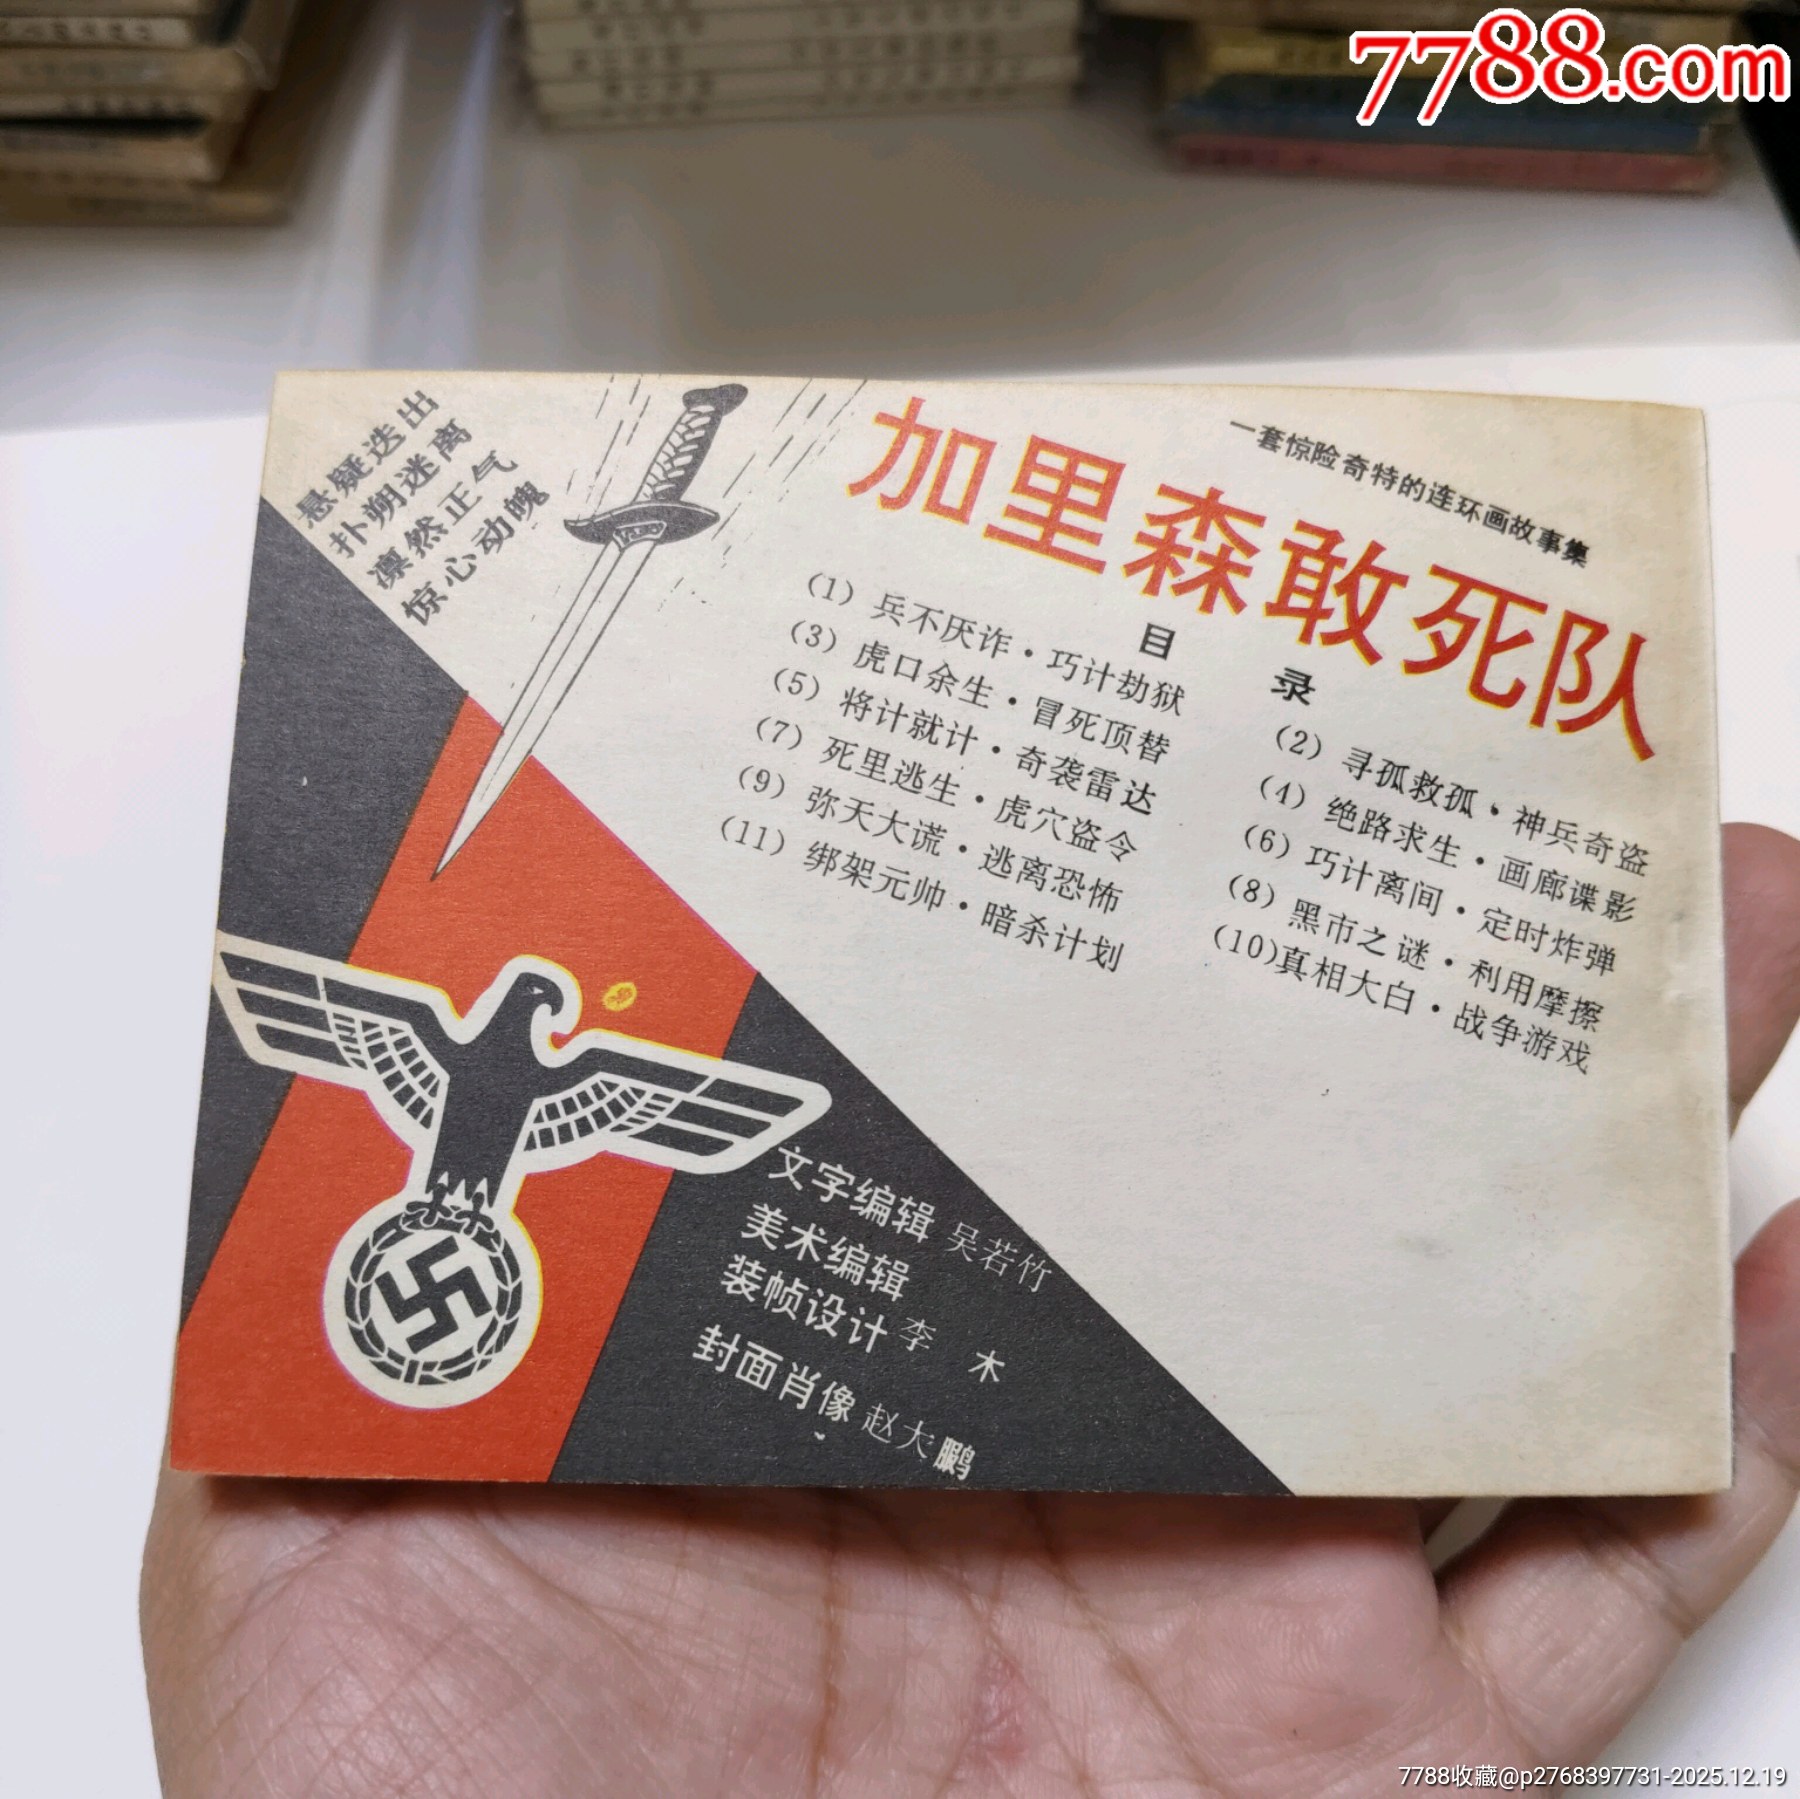 7788.com
悬疑迭出
扑朔迷离
凛然正气
惊心动魄
一套惊险奇特的连环画故事集
加里森敢死队
目 录
(1) 兵不厌诈·巧计劫狱
(2) 寻孤救孤·神兵奇盗
(3) 虎口余生·冒死顶替
(4) 绝路求生·画廊谍影
(5) 将计就计·奇袭雷达
(6) 巧计离间·定时炸弹
(7) 死里逃生·虎穴盗令
(8) 黑市之谜·利用摩擦
(9) 弥天大谎·逃离恐怖
(10)真相大白·战争游戏
(11) 绑架元帅·暗杀计划
文字编辑 吴若竹
美术编辑
装帧设计 李 木
封面肖像 赵大鹏
7788收藏@p2768397731-2025.12.19